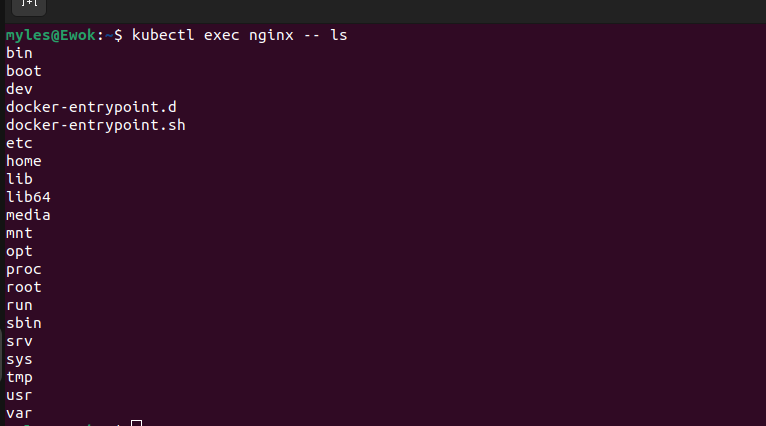 myles@Ewok:~$ kubectl exec nginx -- ls
bin
boot
dev
docker-entrypoint.d
docker-entrypoint.sh
etc
home
lib
lib64
media
mnt
opt
proc
root
run
sbin
srv
sys
tmp
usr
var